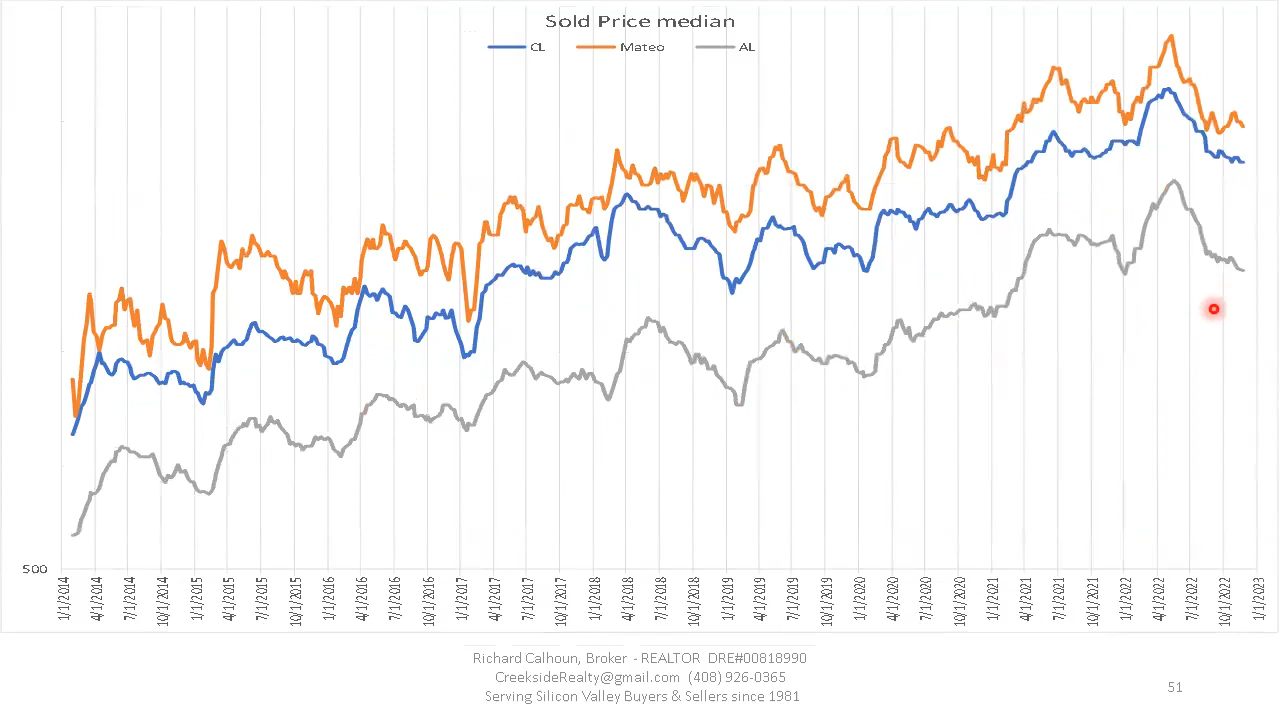 Sold Price median
CL Mateo AL
500
1/1/2014 4/1/2014 7/1/2014 10/1/2014 1/1/2015 4/1/2015 7/1/2015 10/1/2015 1/1/2016 4/1/2016 7/1/2016 10/1/2016 1/1/2017 4/1/2017 7/1/2017 10/1/2017 1/1/2018 4/1/2018 7/1/2018 10/1/2018 1/1/2019 4/1/2019 7/1/2019 10/1/2019 1/1/2020 4/1/2020 7/1/2020 10/1/2020 1/1/2021 4/1/2021 7/1/2021 10/1/2021 1/1/2022 4/1/2022 7/1/2022 10/1/2022 1/1/2023
Richard Calhoun, Broker - REALTOR DRE#00818990
CreeksideRealty@gmail.com (408) 926-0365
Serving Silicon Valley Buyers & Sellers since 1981
51